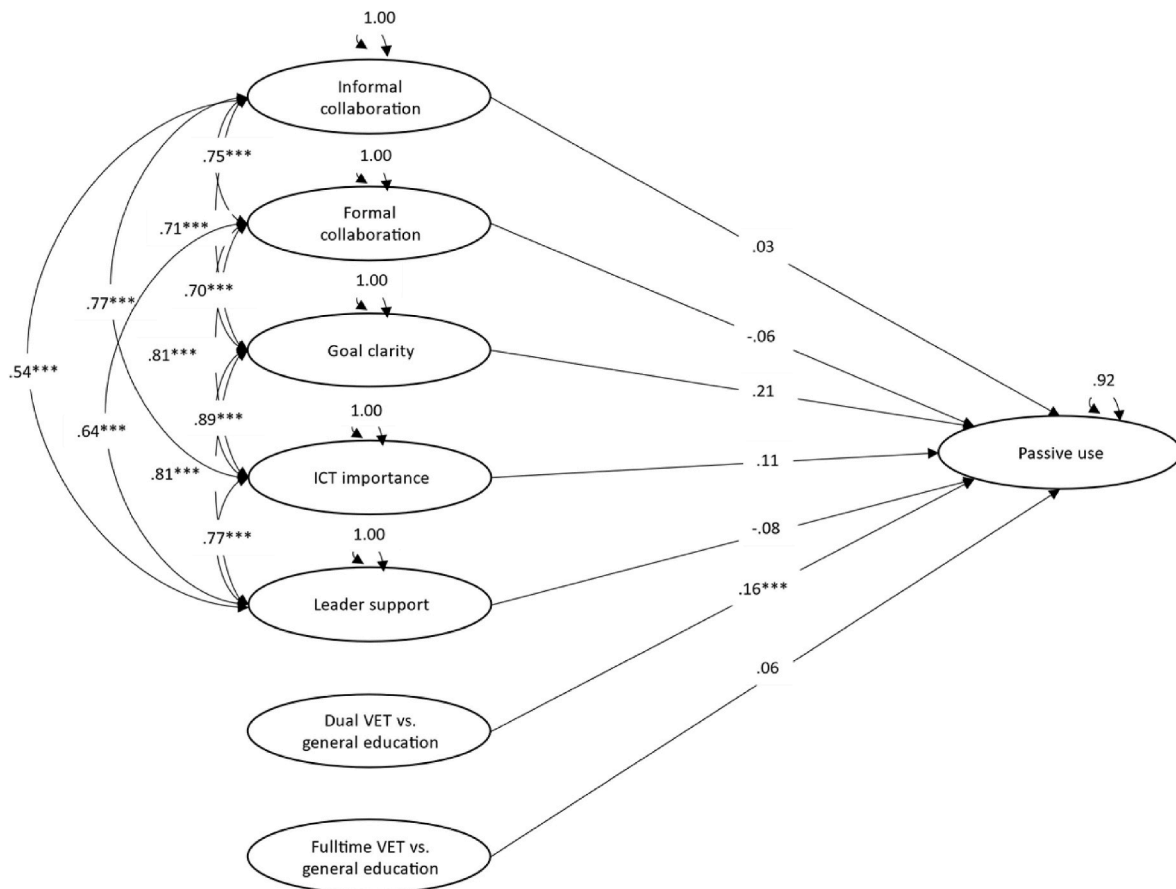 1.00
Informal
collaboration
.75***
1.00
Formal
collaboration
.71***
.03
.70***
1.00
.77***
Goal clarity
-.06
.81***
.54***
.21
.92
.89***
1.00
.64***
Passive use
.81***
ICT importance
.11
.77***
1.00
-.08
Leader support
.16***
.06
Dual VET vs.
general education
Fulltime VET vs.
general education